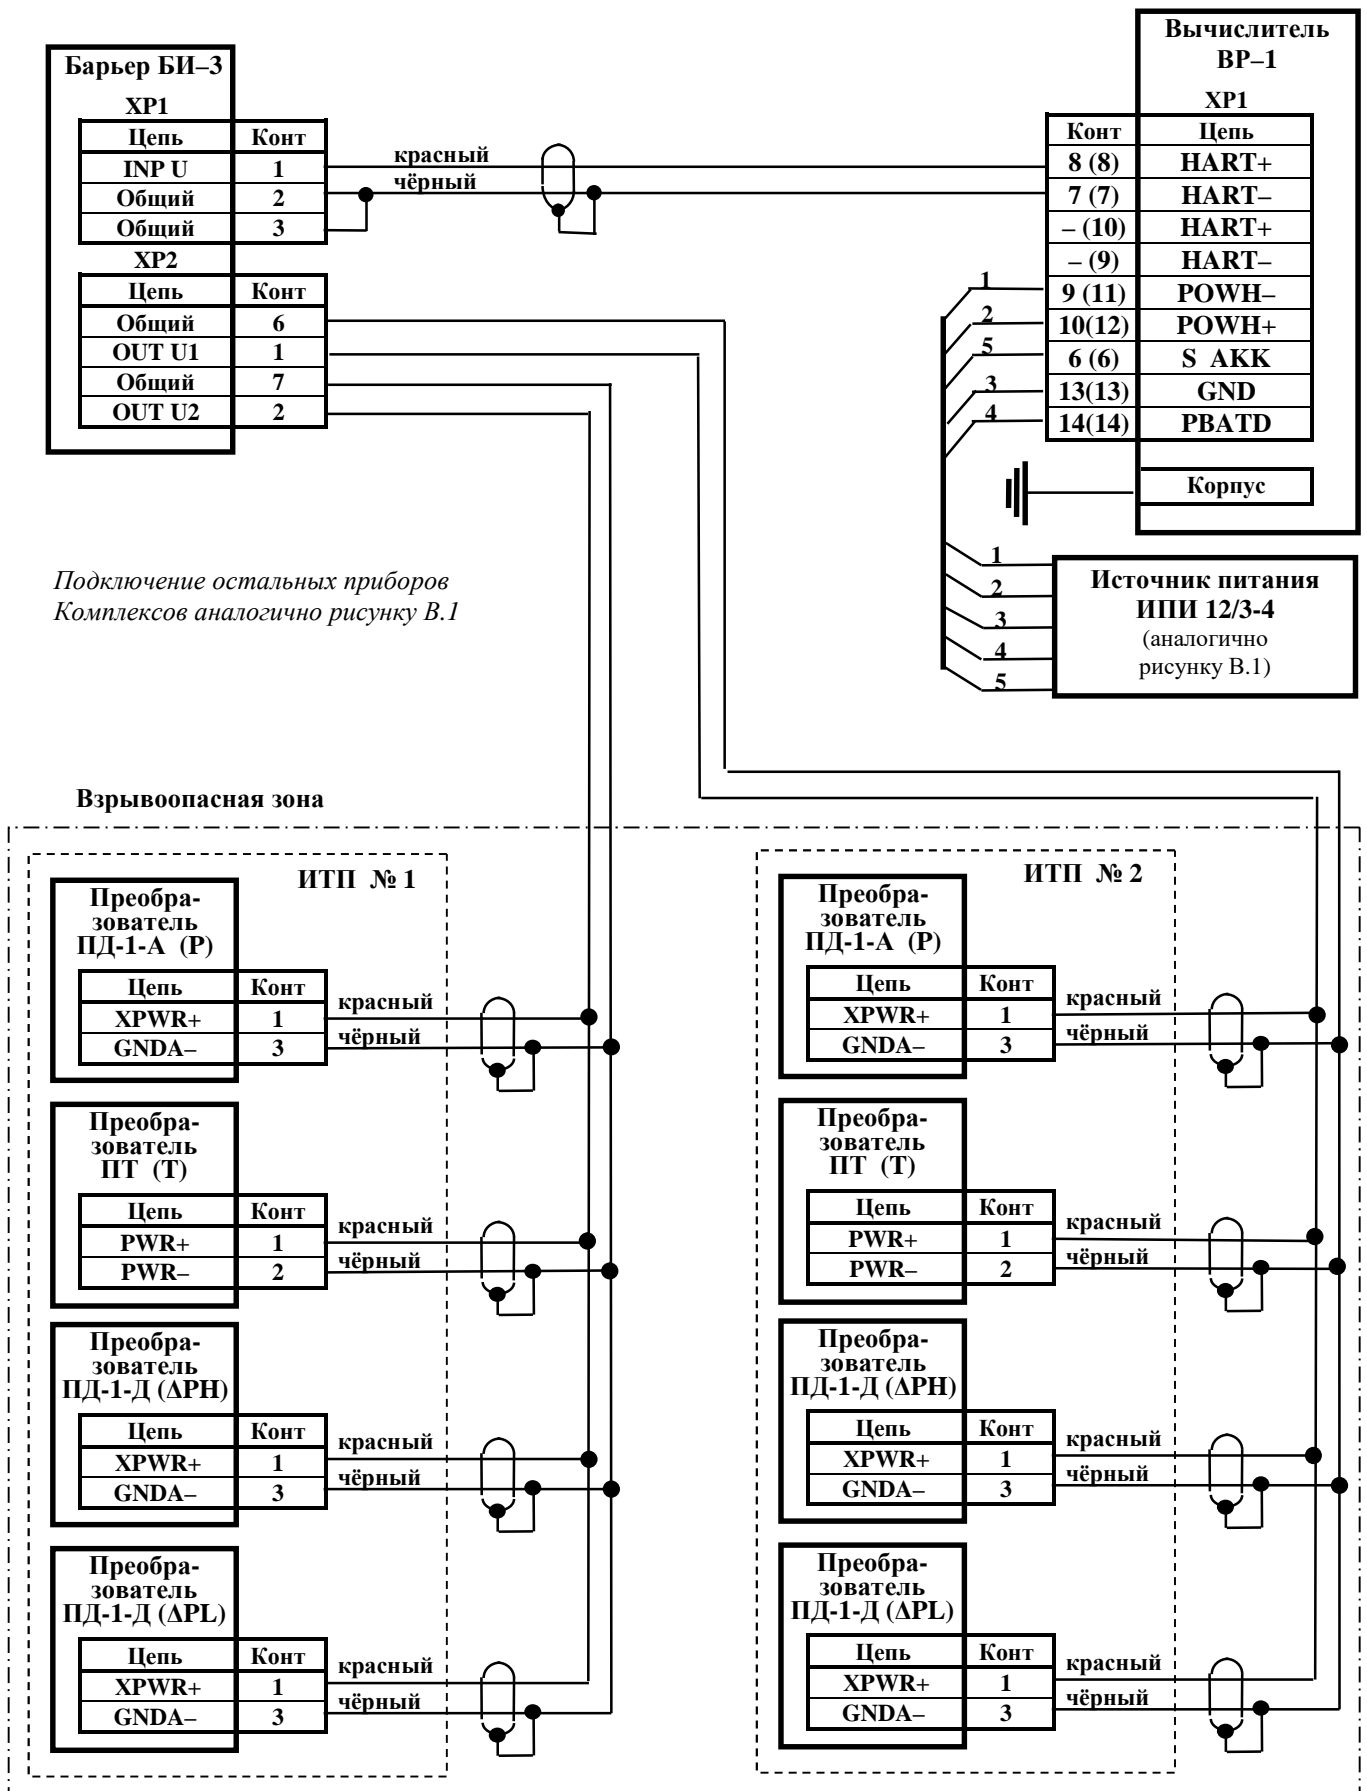 Барьер БИ–3
XP1
Цепь Конт
INP U 1
Общий 2
Общий 3
XP2
Цепь Конт
Общий 6
OUT U1 1
Общий 7
OUT U2 2
красный
чёрный
Вычислитель
ВР–1
XP1
Конт Цепь
8 (8) HART+
7 (7) HART–
– (10) HART+
– (9) HART–
9 (11) POWH–
10(12) POWH+
6 (6) S AKK
13(13) GND
14(14) PBATD
Корпус
1
2
5
3
4
1
2
3
4
5
Источник питания
ИПИ 12/3-4
(аналогично
рисунку В.1)
Подключение остальных приборов
Комплексов аналогично рисунку В.1
Взрывоопасная зона
ИТП № 1
Преобра-
зователь
ПД-1-А (Р)
Цепь Конт
XPWR+ 1
GNDA– 3
красный
чёрный
Преобра-
зователь
ПТ (Т)
Цепь Конт
PWR+ 1
PWR– 2
красный
чёрный
Преобра-
зователь
ПД-1-Д (ΔPH)
Цепь Конт
XPWR+ 1
GNDA– 3
красный
чёрный
Преобра-
зователь
ПД-1-Д (ΔPL)
Цепь Конт
XPWR+ 1
GNDA– 3
красный
чёрный
ИТП № 2
Преобра-
зователь
ПД-1-А (Р)
Цепь Конт
XPWR+ 1
GNDA– 3
красный
чёрный
Преобра-
зователь
ПТ (Т)
Цепь Конт
PWR+ 1
PWR– 2
красный
чёрный
Преобра-
зователь
ПД-1-Д (ΔPH)
Цепь Конт
XPWR+ 1
GNDA– 3
красный
чёрный
Преобра-
зователь
ПД-1-Д (ΔPL)
Цепь Конт
XPWR+ 1
GNDA– 3
красный
чёрный